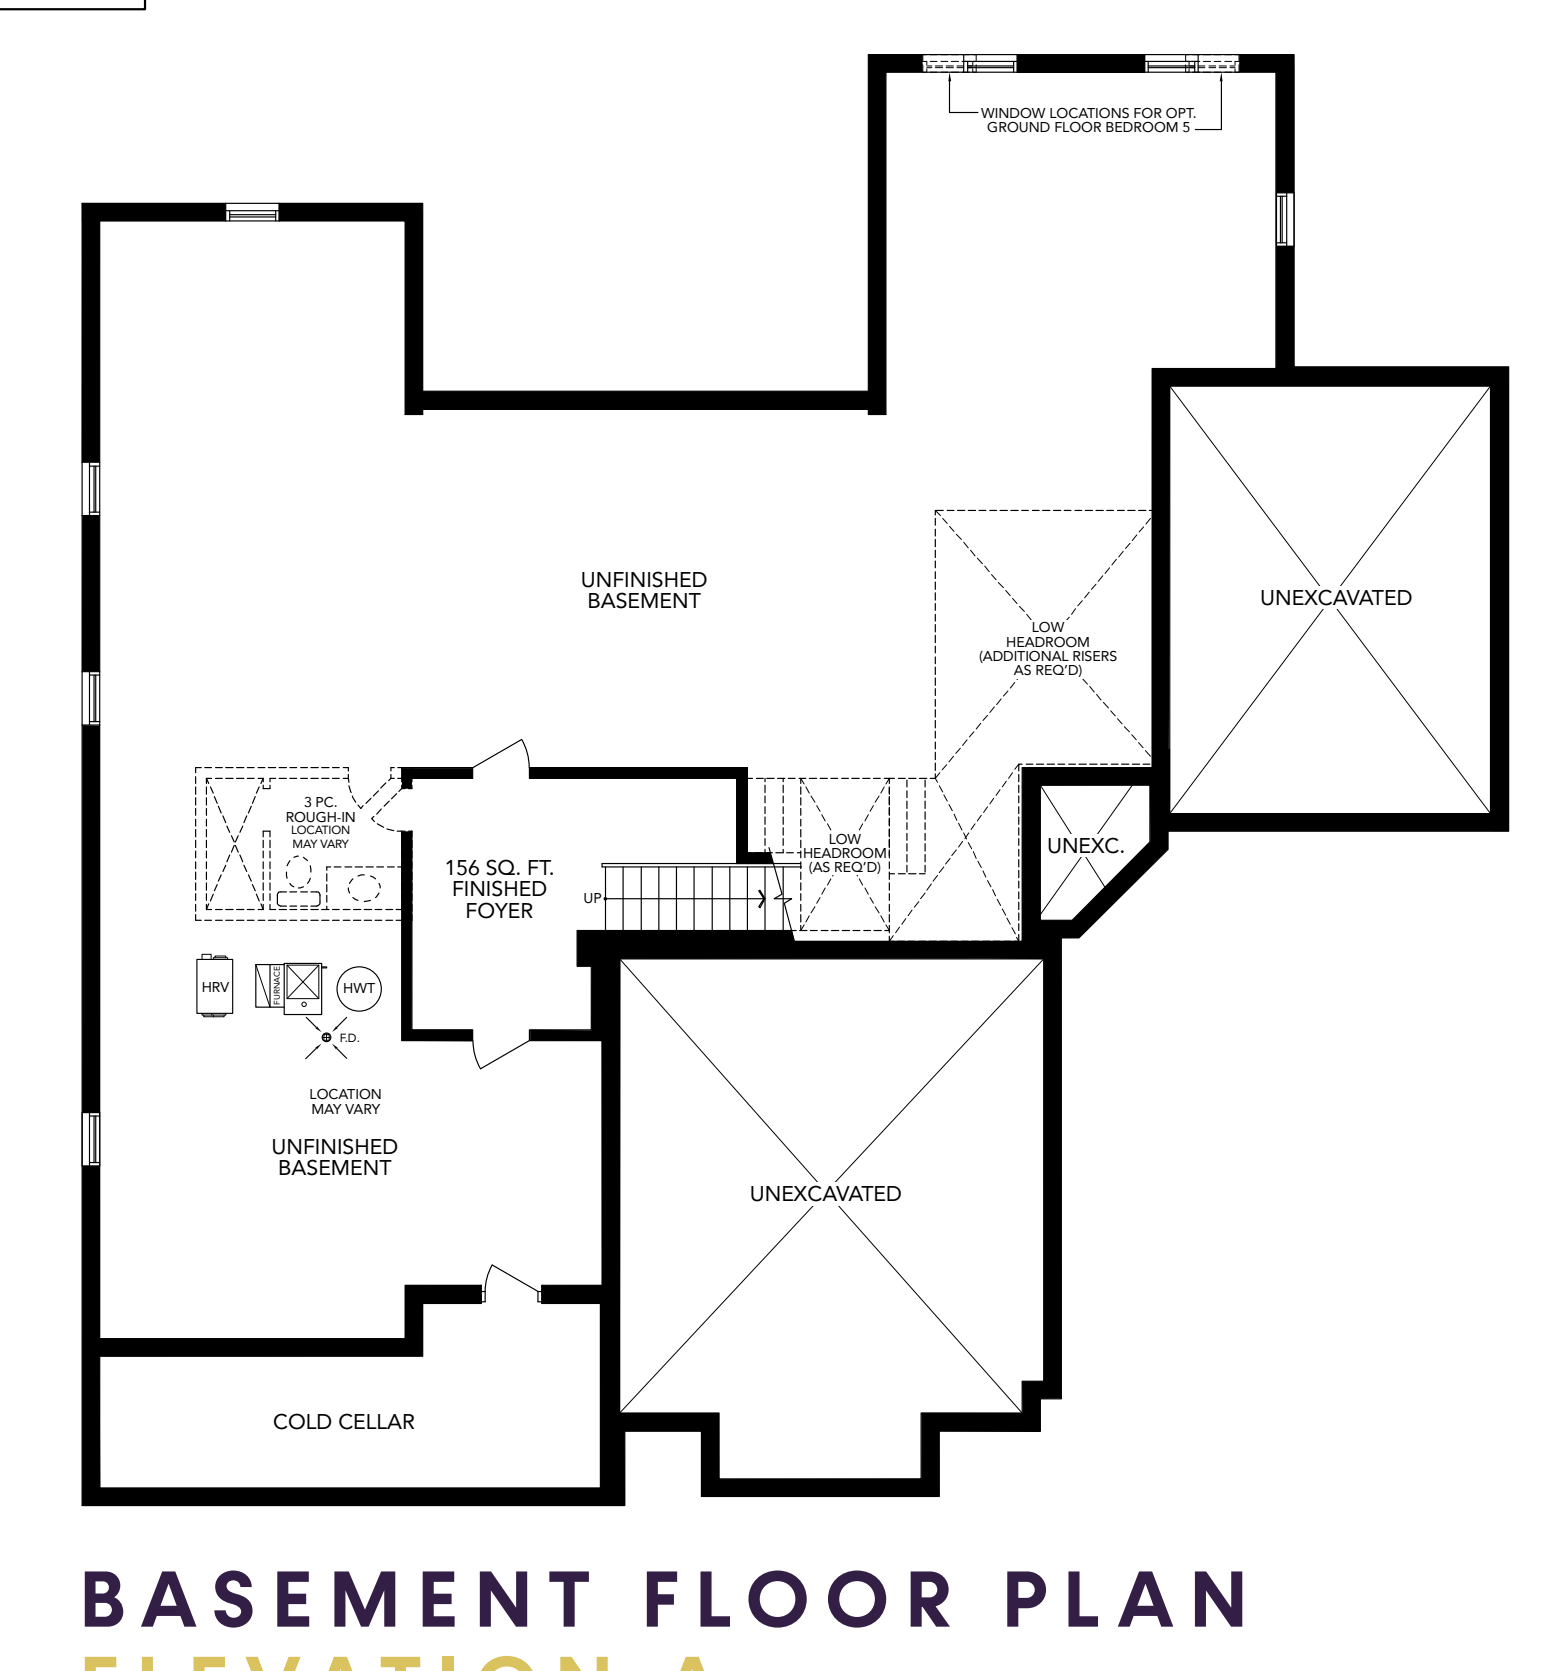 WINDOW LOCATIONS FOR OPT.
GROUND FLOOR BEDROOM 5
UNFINISHED
BASEMENT
UNEXCAVATED
LOW
HEADROOM
(ADDITIONAL RISERS
AS REQ'D)
3 PC.
ROUGH-IN
LOCATION
MAY VARY
156 SQ. FT.
FINISHED
FOYER
UP
LOW
HEADROOM
(AS REQ'D)
UNEXC.
HRV
FURNACE
HWT
F.D.
LOCATION
MAY VARY
UNFINISHED
BASEMENT
UNEXCAVATED
COLD CELLAR
BASEMENT FLOOR PLAN
ELEVATION A